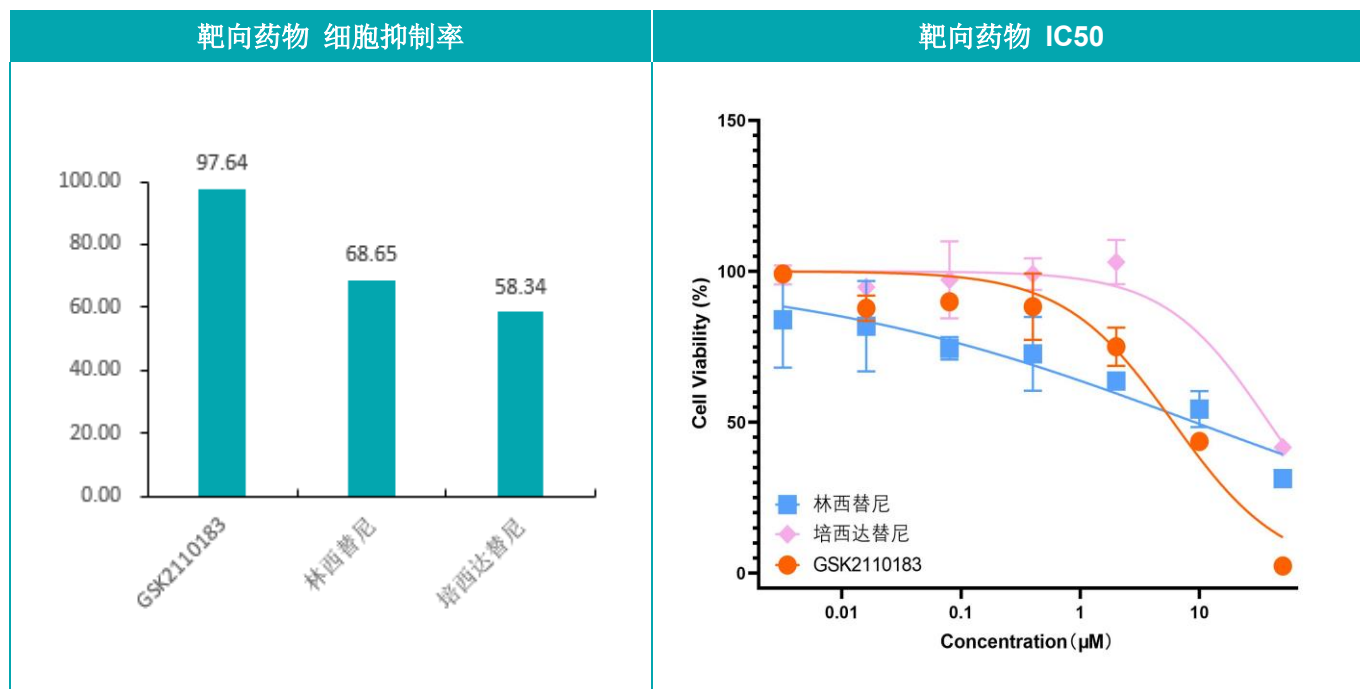 靶向药物 细胞抑制率
靶向药物 IC50
97.64
68.65
58.34
100.00
80.00
60.00
40.00
20.00
0.00
GSK2110183
林西替尼
培西达替尼
150
100
50
0
Cell Viability (%)
林西替尼
培西达替尼
GSK2110183
0.01
0.1
1
10
Concentration(μM)